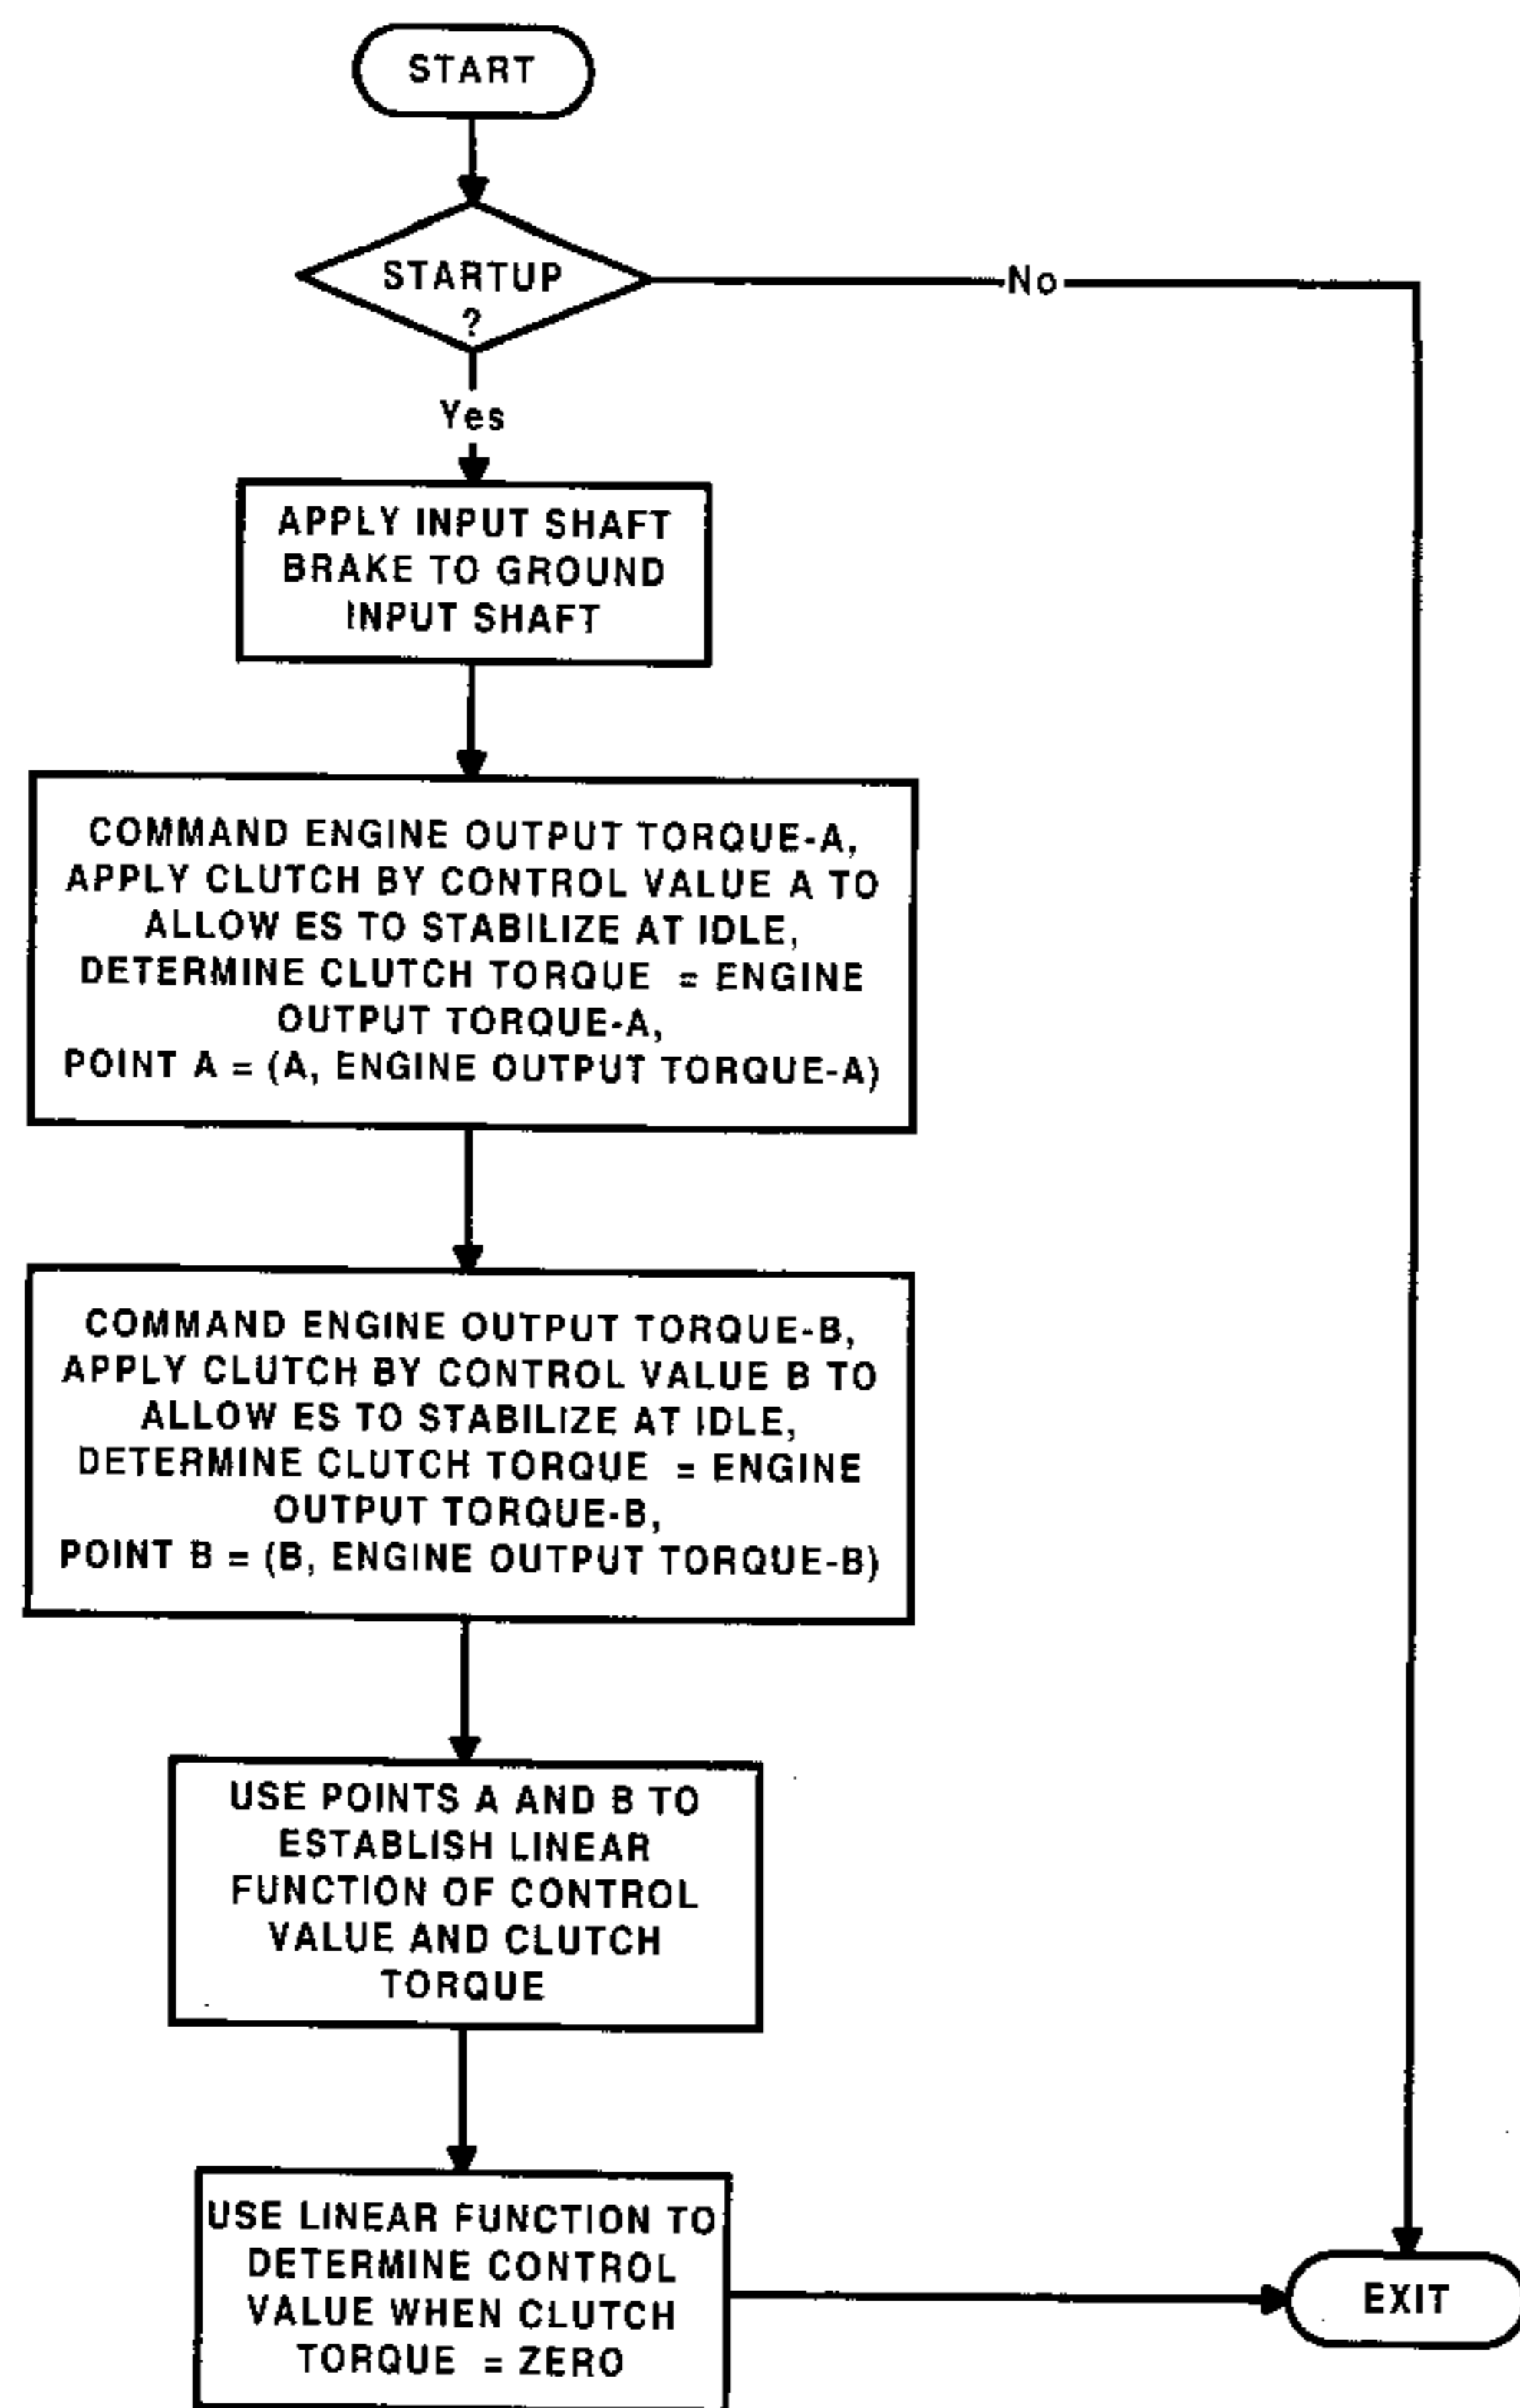 START
STARTUP
?
No
Yes
APPLY INPUT SHAFT
BRAKE TO GROUND
INPUT SHAFT
COMMAND ENGINE OUTPUT TORQUE-A,
APPLY CLUTCH BY CONTROL VALUE A TO
ALLOW ES TO STABILIZE AT IDLE,
DETERMINE CLUTCH TORQUE = ENGINE
OUTPUT TORQUE-A,
POINT A = (A, ENGINE OUTPUT TORQUE-A)
COMMAND ENGINE OUTPUT TORQUE-B,
APPLY CLUTCH BY CONTROL VALUE B TO
ALLOW ES TO STABILIZE AT IDLE,
DETERMINE CLUTCH TORQUE = ENGINE
OUTPUT TORQUE-B,
POINT B = (B, ENGINE OUTPUT TORQUE-B)
USE POINTS A AND B TO
ESTABLISH LINEAR
FUNCTION OF CONTROL
VALUE AND CLUTCH
TORQUE
USE LINEAR FUNCTION TO
DETERMINE CONTROL
VALUE WHEN CLUTCH
TORQUE = ZERO
EXIT